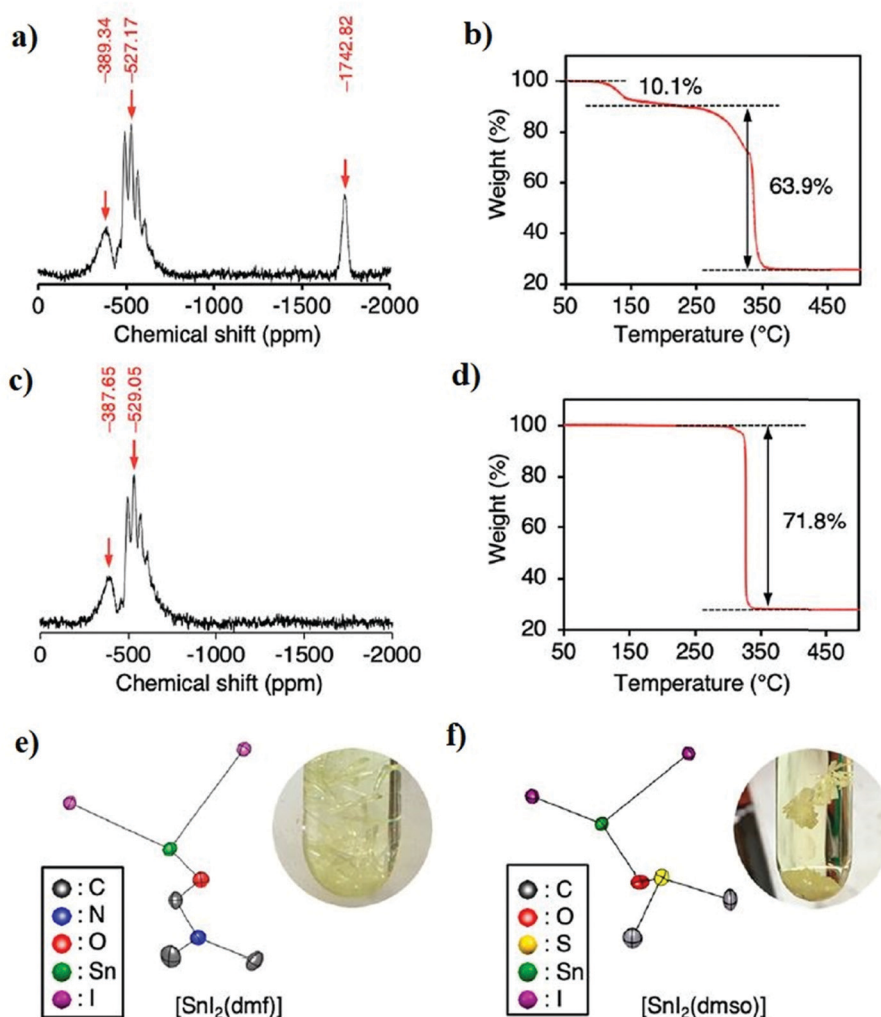 a)
−389.34
−527.17
−1742.82
0
-500
-1000
-1500
-2000
Chemical shift (ppm)
b)
100
80
60
40
20
Weight (%)
10.1%
63.9%
50
150
250
350
450
Temperature (°C)
c)
−387.65
−529.05
0
-500
-1000
-1500
-2000
Chemical shift (ppm)
d)
100
80
60
40
20
Weight (%)
71.8%
50
150
250
350
450
Temperature (°C)
e)
: C
: N
: O
: Sn
: I
[SnI₂(dmf)]
f)
: C
: O
: S
: Sn
: I
[SnI₂(dmso)]